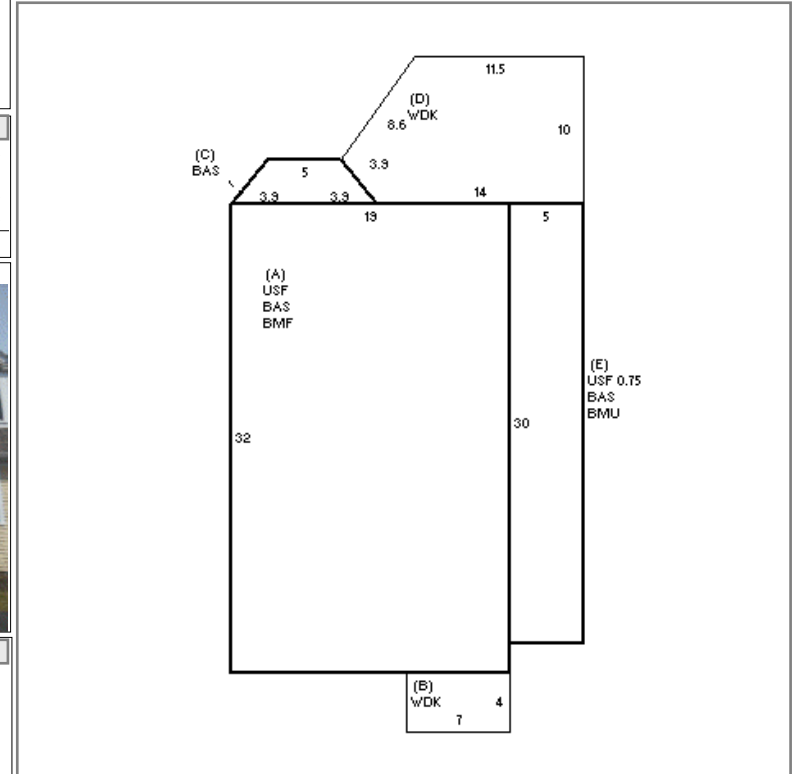 11.5
(D)
WDK
8.6
10
3.9
(C)
BAS
5
3.9
3.9
14
19
5
(A)
USF
BAS
BMF
(E)
USF 0.75
BAS
BMU
30
32
(B)
WDK
4
7